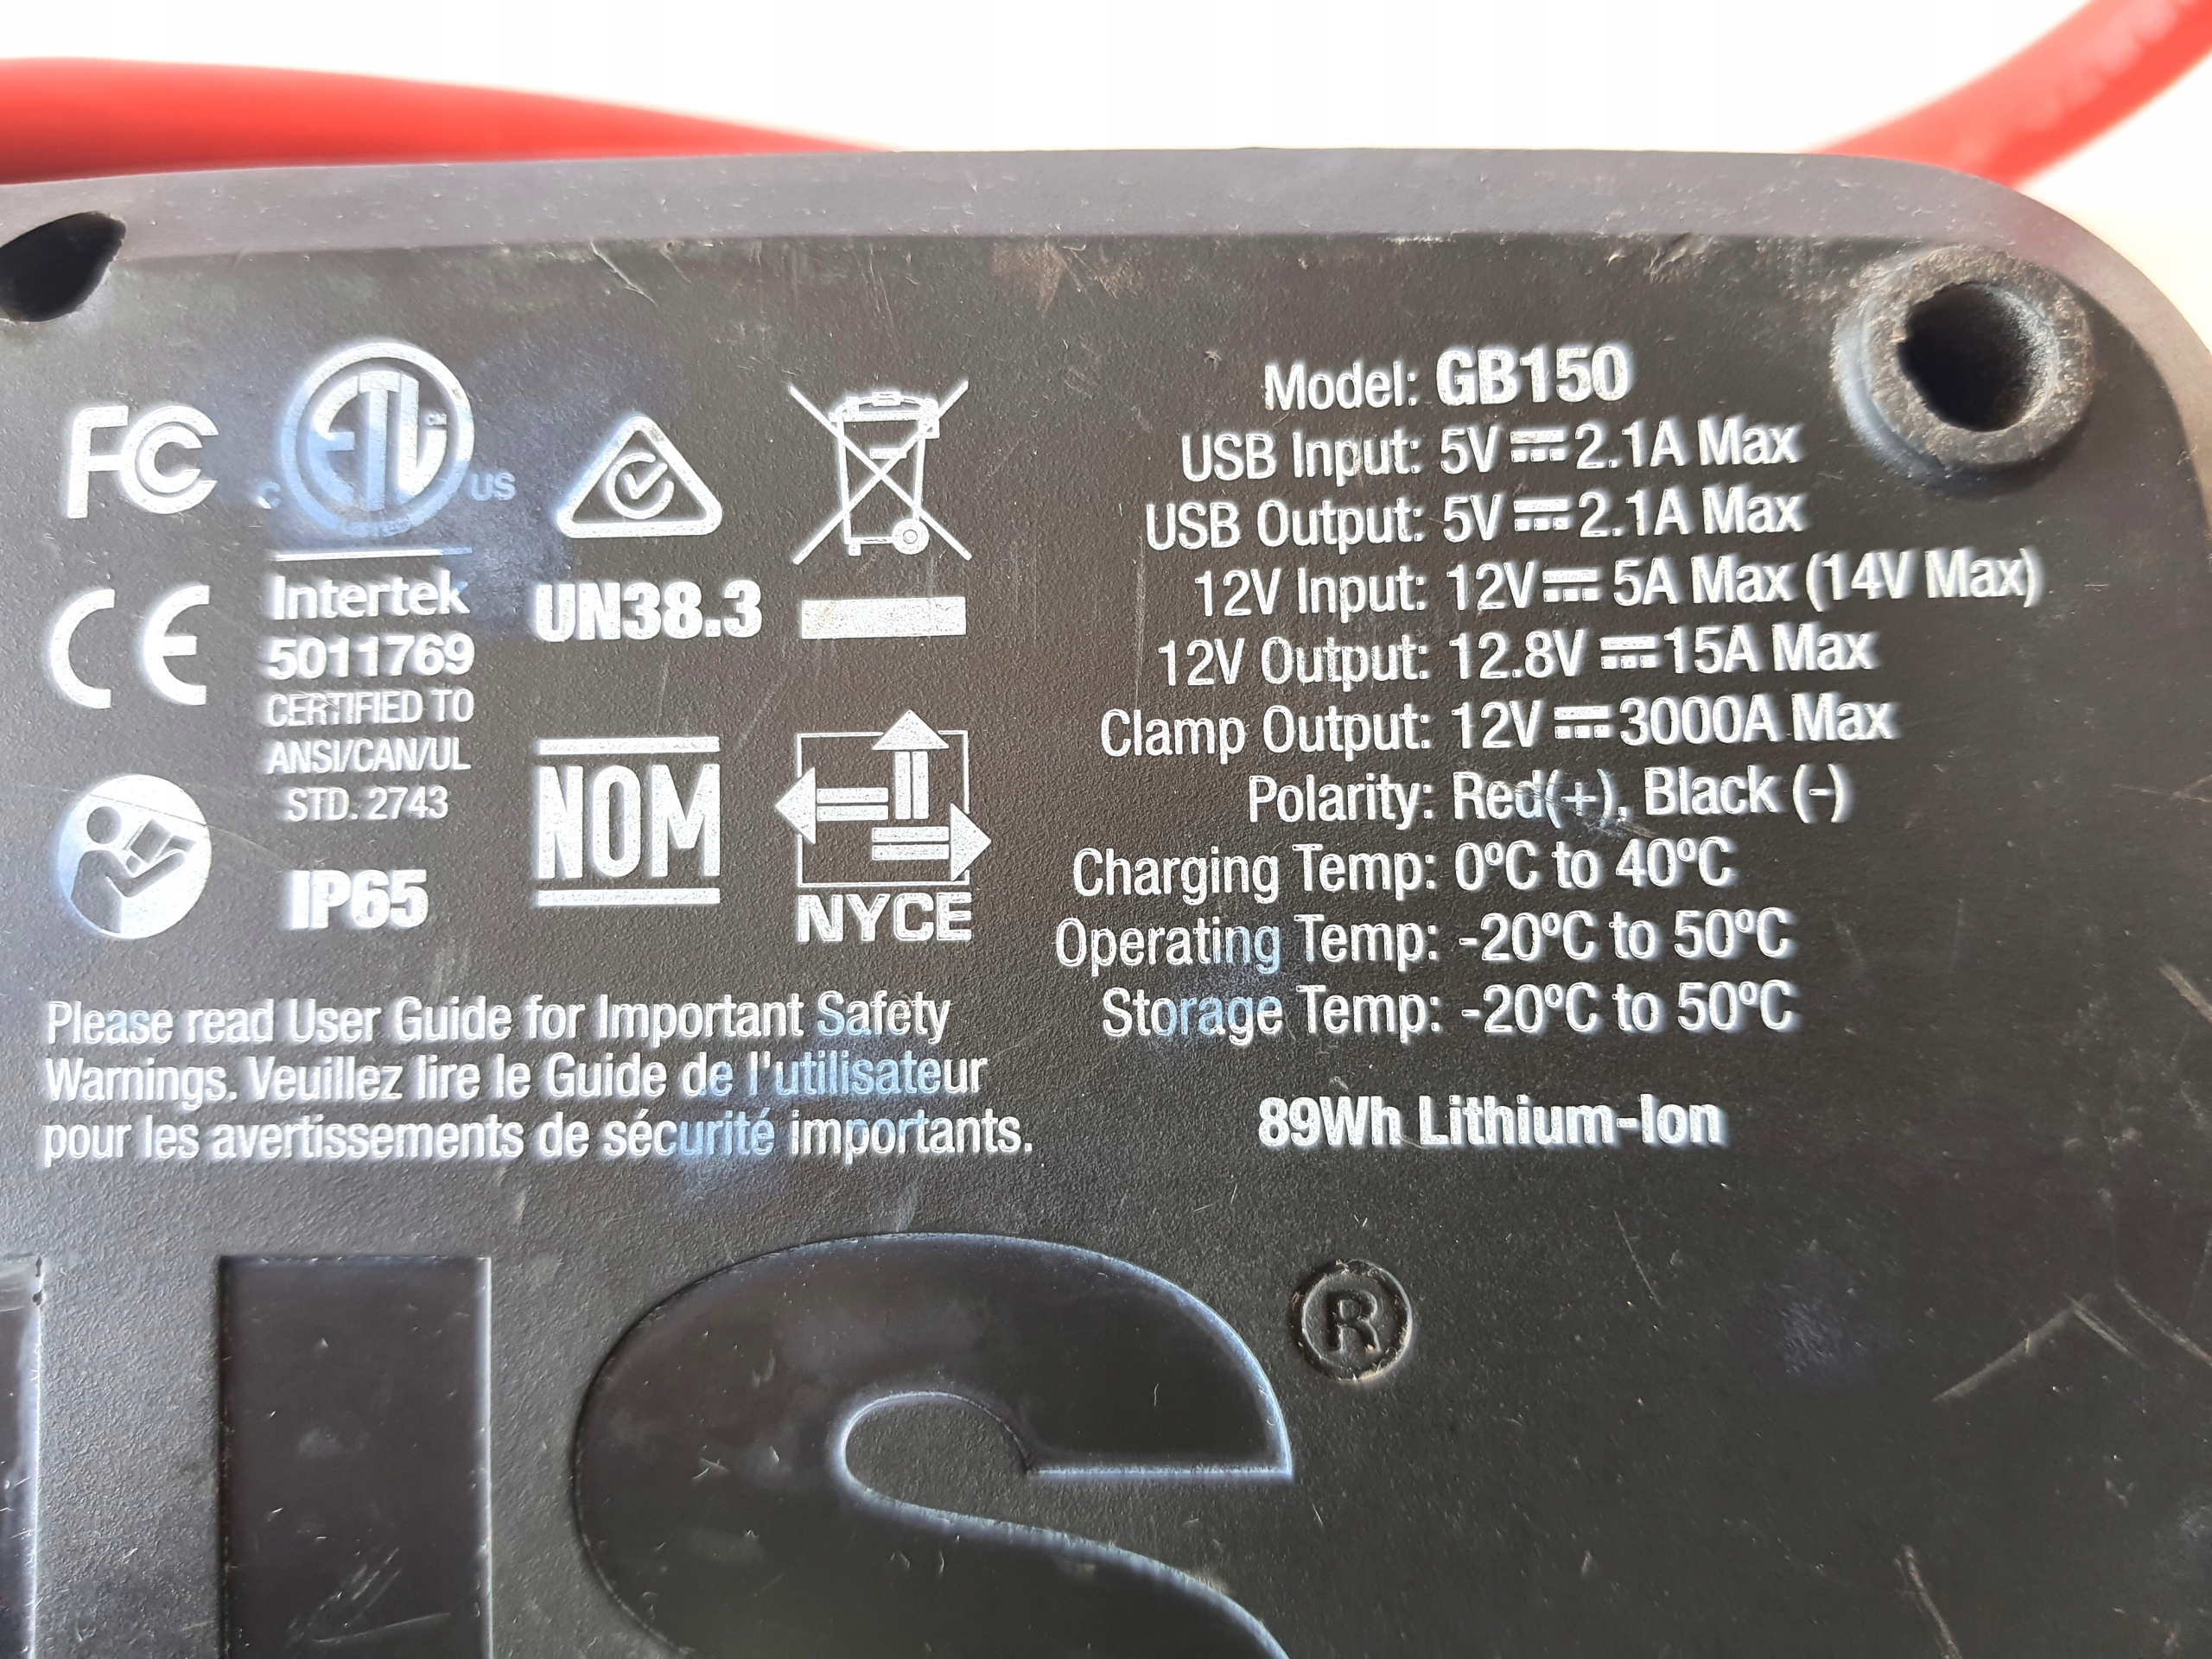 FC
ETL
CM
C
US
Intertek
5011769
CERTIFIED TO
ANSI/CAN/UL
STD. 2743
CE
UN38.3
IP65
NOM
NYCE
Please read User Guide for Important Safety
Warnings. Veuillez lire le Guide de l'utilisateur
pour les avertissements de sécurité importants.
Model: GB150
USB Input: 5V⎓2.1A Max
USB Output: 5V⎓2.1A Max
12V Input: 12V⎓5A Max (14V Max)
12V Output: 12.8V⎓15A Max
Clamp Output: 12V⎓3000A Max
Polarity: Red(+), Black (-)
Charging Temp: 0ºC to 40ºC
Operating Temp: -20ºC to 50ºC
Storage Temp: -20ºC to 50ºC
89Wh Lithium-Ion
S®